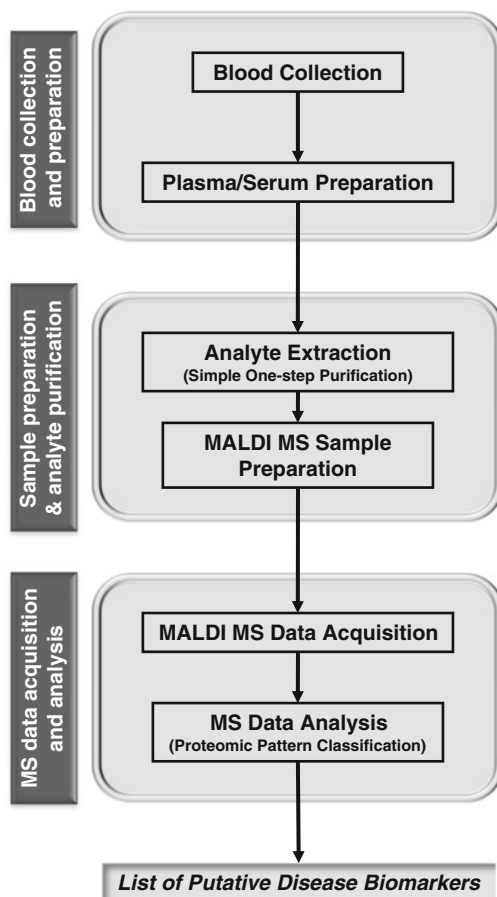 Blood collection
and preparation
Blood Collection
Plasma/Serum Preparation
Sample preparation
& analyte purification
Analyte Extraction
(Simple One-step Purification)
MALDI MS Sample
Preparation
MS data acquisition
and analysis
MALDI MS Data Acquisition
MS Data Analysis
(Proteomic Pattern Classification)
List of Putative Disease Biomarkers